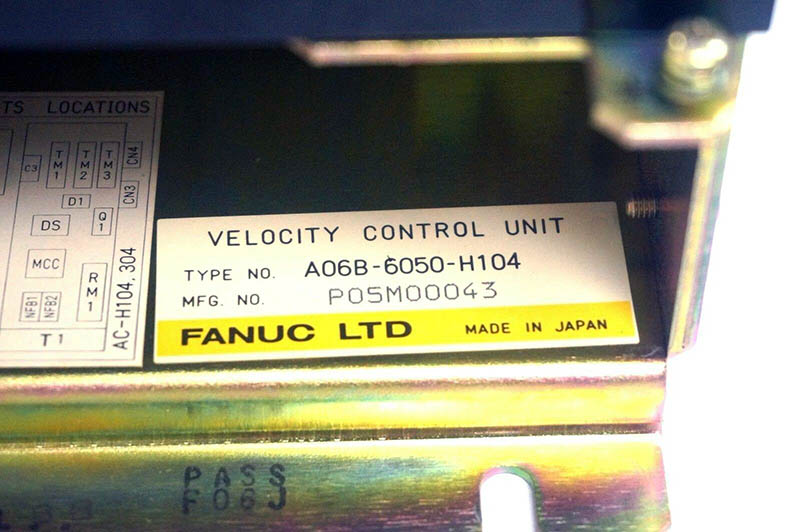 TS LOCATIONS
C3
TM1
TM2
TM3
CN4
D1
CN3
DS
Q1
MCC
RM1
NFB1
NFB2
T1
AC-H104, 304
VELOCITY CONTROL UNIT
TYPE NO. A06B-6050-H104
MFG. NO. P05M00043
FANUC LTD MADE IN JAPAN
PASS
F06J